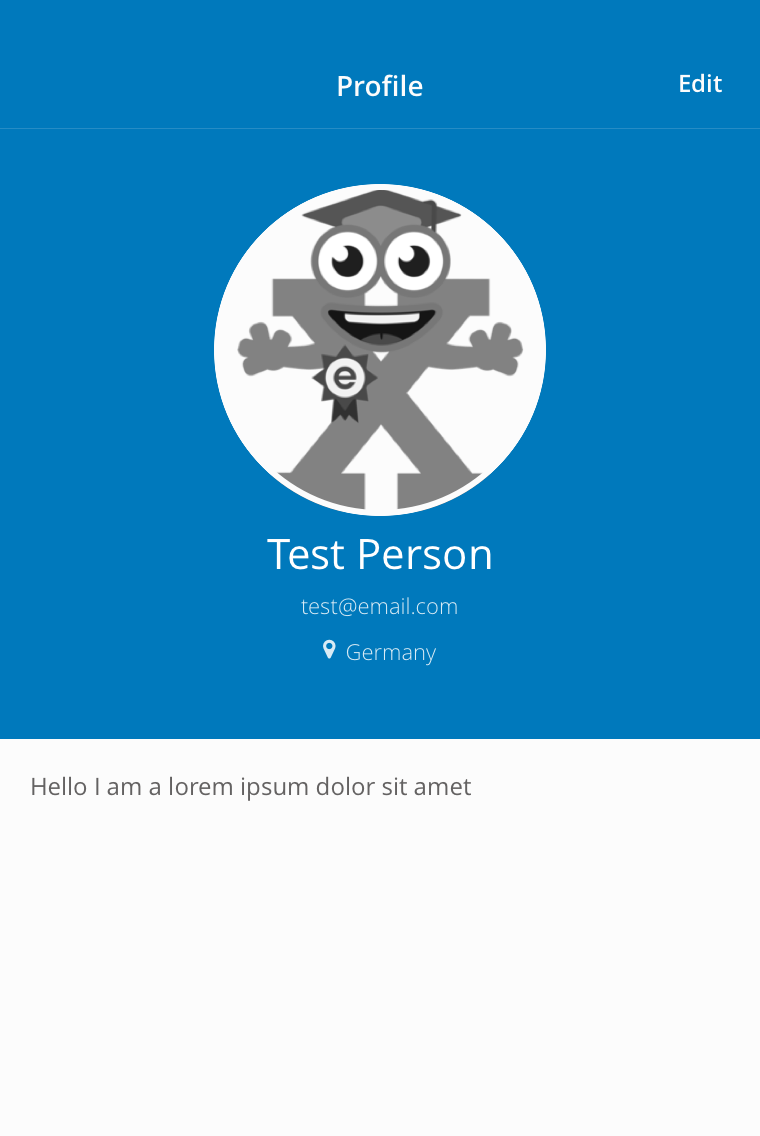 Profile
Edit
e
Test Person
test@email.com
Germany
Hello I am a lorem ipsum dolor sit amet